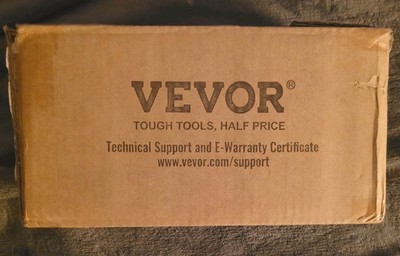 VEVOR®
TOUGH TOOLS, HALF PRICE
Technical Support and E-Warranty Certificate
www.vevor.com/support